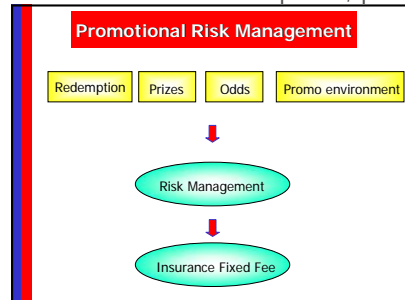 Promotional Risk Management
Redemption Prizes Odds Promo environment
Risk Management
Insurance Fixed Fee